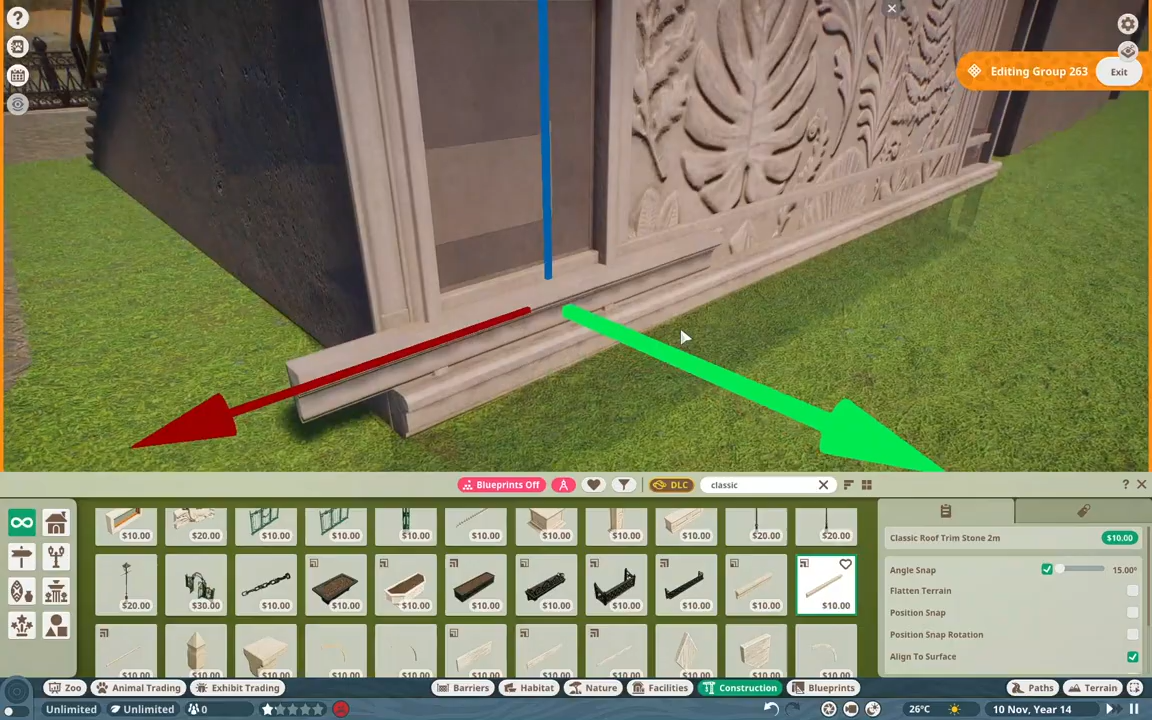 ?
Editing Group 263
Exit
Blueprints Off
DLC
classic
?
$10.00 $20.00 $10.00 $10.00 $10.00 $10.00 $10.00 $10.00 $10.00 $20.00 $20.00
Classic Roof Trim Stone 2m
$10.00
Angle Snap
15.00°
$20.00 $30.00 $10.00 $10.00 $10.00 $10.00 $10.00 $10.00 $10.00 $10.00 $10.00
Flatten Terrain
Position Snap
Position Snap Rotation
Align To Surface
Zoo
Animal Trading
Exhibit Trading
Barriers
Habitat
Nature
Facilities
Construction
Blueprints
Paths
Terrain
Unlimited
Unlimited
0
26°C
10 Nov, Year 14